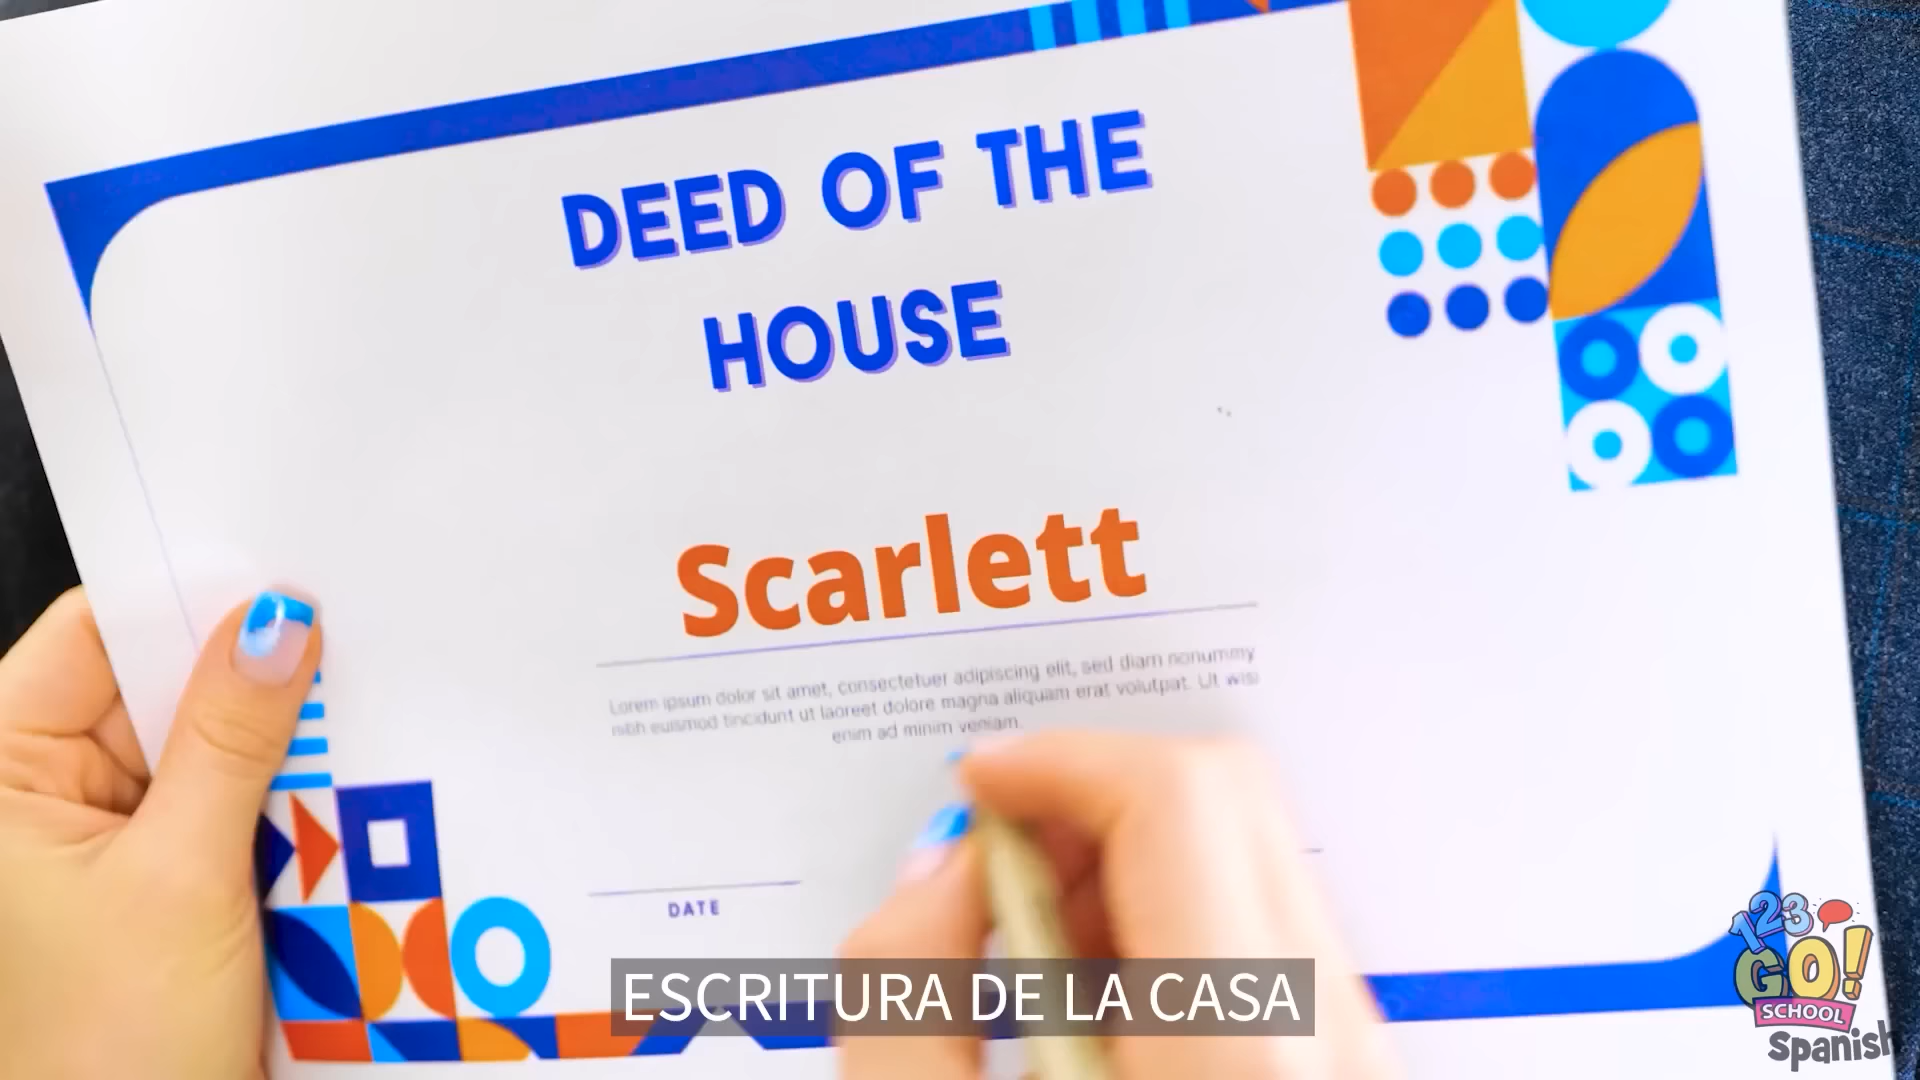 DEED OF THE
HOUSE
Scarlett
Lorem ipsum dolor sit amet, consectetuer adipiscing elit, sed diam nonummy
nibh euismod tincidunt ut laoreet dolore magna aliquam erat volutpat. Ut wisi
enim ad minim veniam.
DATE
ESCRITURA DE LA CASA
123
GO!
SCHOOL
Spanish